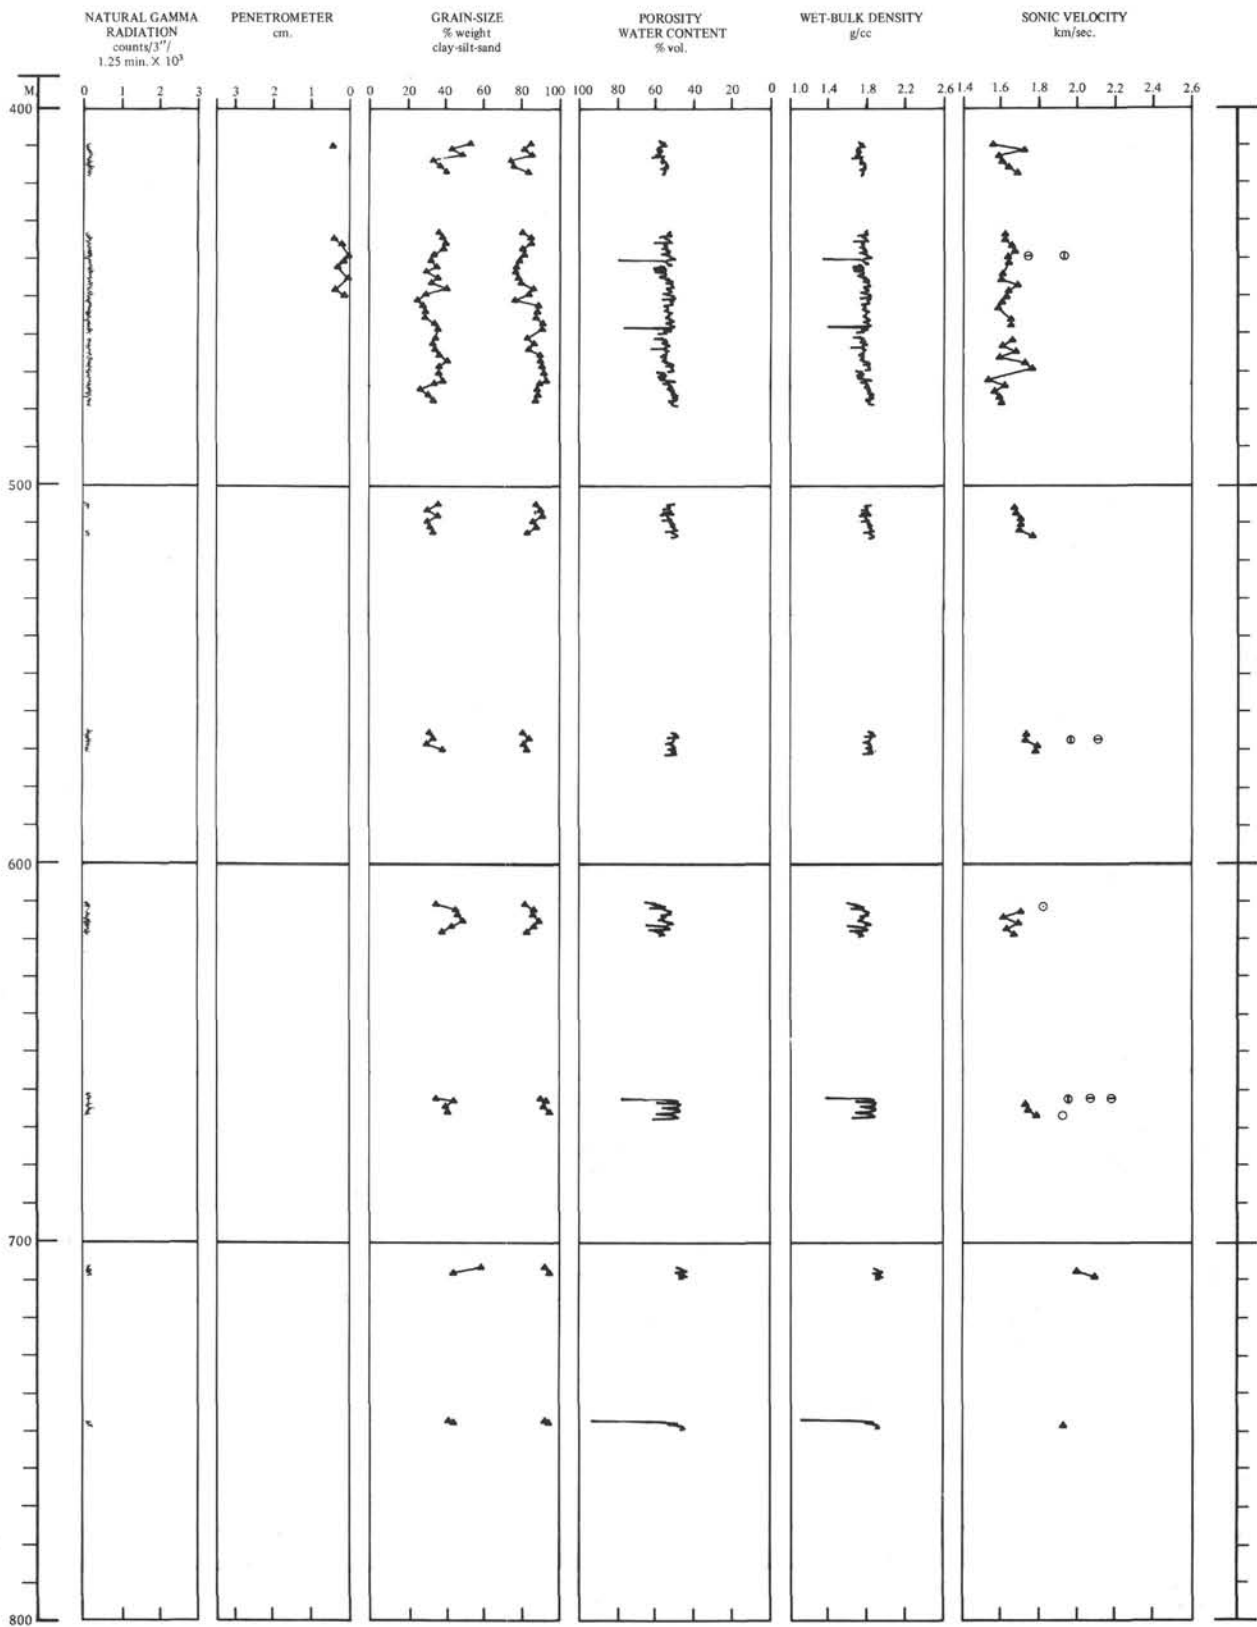 NATURAL GAMMA
RADIATION
counts/3"/
1.25 min. X 10³
PENETROMETER
cm.
GRAIN-SIZE
% weight
clay-silt-sand
POROSITY
WATER CONTENT
% vol.
WET-BULK DENSITY
g/cc
SONIC VELOCITY
km/sec.
M.
0 1 2 3
3 2 1 0
0 20 40 60 80 100
100 80 60 40 20 0
1.0 1.4 1.8 2.2 2.6
1.4 1.6 1.8 2.0 2.2 2.4 2.6
400
500
600
700
800